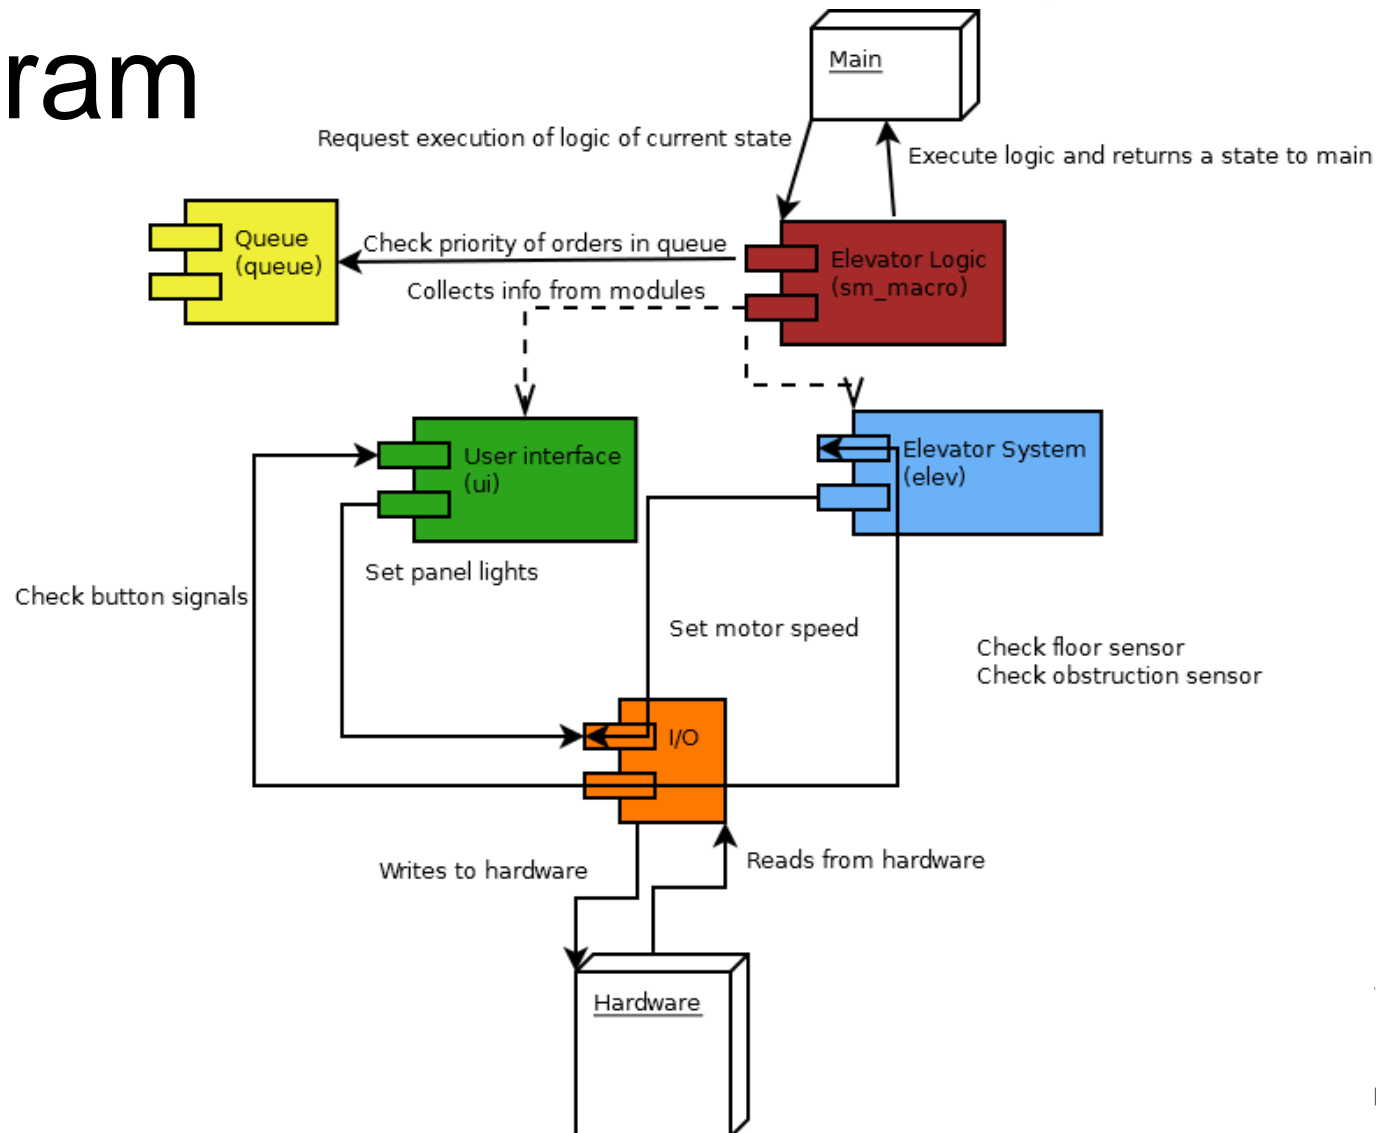 ram
Main
Request execution of logic of current state
Execute logic and returns a state to main
Queue
(queue)
Check priority of orders in queue
Elevator Logic
(sm_macro)
Collects info from modules
User interface
(ui)
Elevator System
(elev)
Set panel lights
Check button signals
Set motor speed
Check floor sensor
Check obstruction sensor
I/O
Writes to hardware
Reads from hardware
Hardware